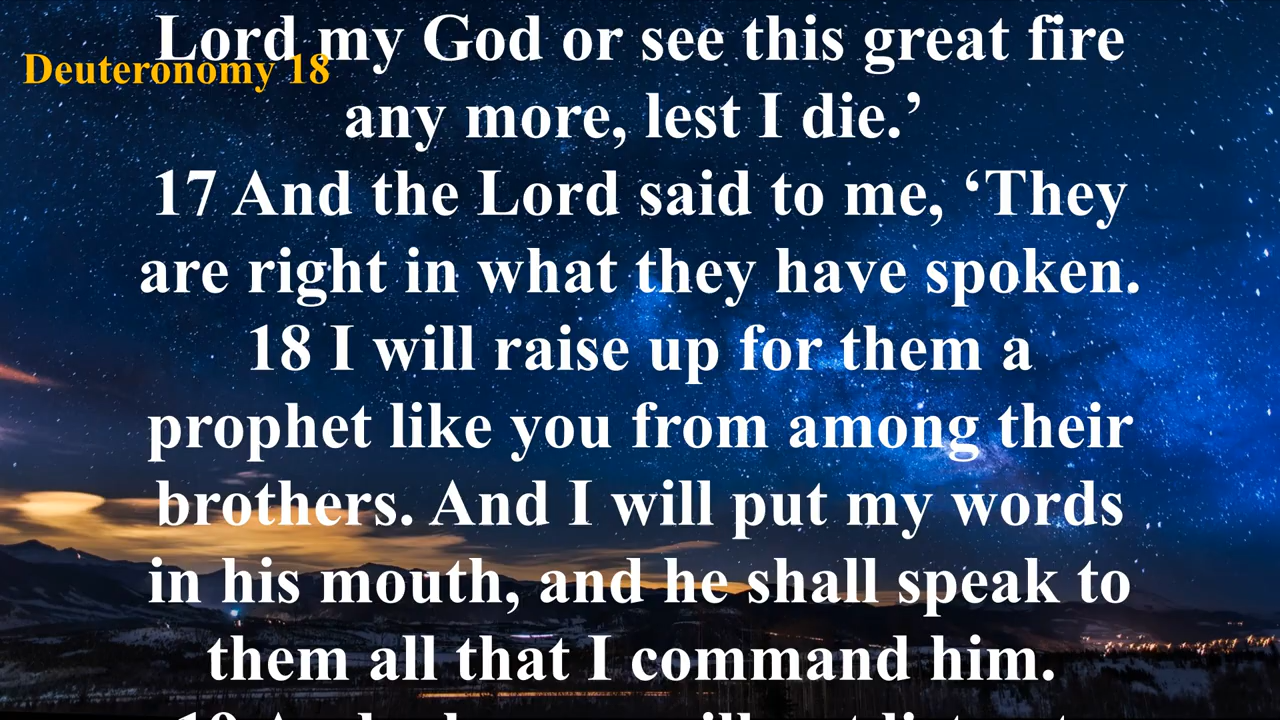 Lord my God or see this great fire
Deuteronomy 18
any more, lest I die.’
17 And the Lord said to me, ‘They
are right in what they have spoken.
18 I will raise up for them a
prophet like you from among their
brothers. And I will put my words
in his mouth, and he shall speak to
them all that I command him.